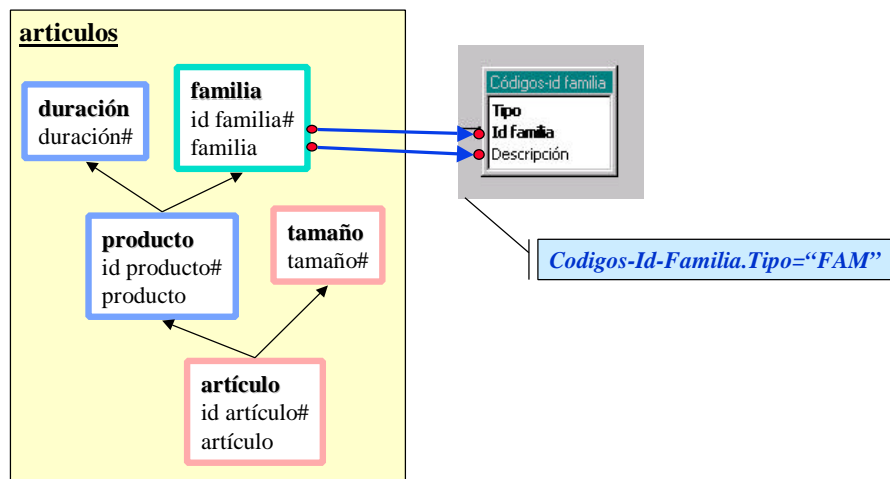 articulos
duración
duración#
familia
id familia#
familia
producto
id producto#
producto
tamaño
tamaño#
artículo
id artículo#
artículo
Códigos-id familia
Tipo
Id familia
Descripción
Codigos-Id-Familia.Tipo=“FAM”